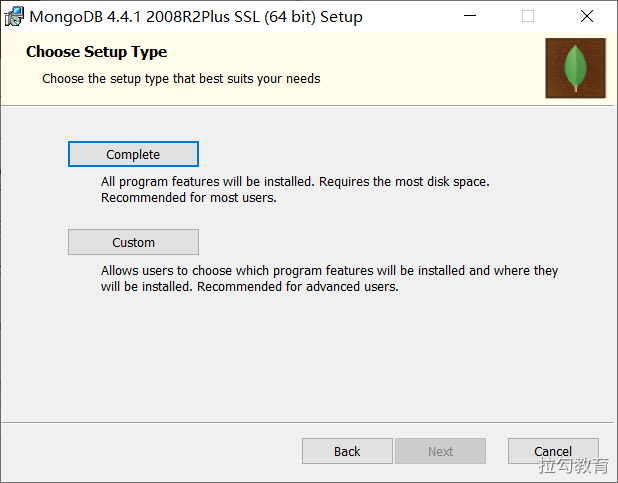 MongoDB 4.4.1 2008R2Plus SSL (64 bit) Setup
Choose Setup Type
Choose the setup type that best suits your needs
Complete
All program features will be installed. Requires the most disk space.
Recommended for most users.
Custom
Allows users to choose which program features will be installed and where they
will be installed. Recommended for advanced users.
Back
Next
Cancel
拉勾教育